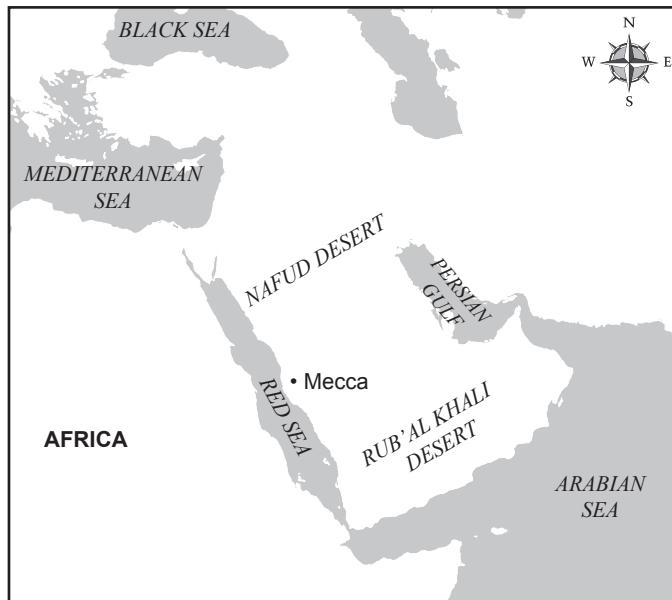 BLACK SEA
N
W
E
S
MEDITERRANEAN
SEA
NAFUD DESERT
PERSIAN
GULF
• Mecca
RED SEA
AFRICA
RUB’AL KHALI
DESERT
ARABIAN
SEA